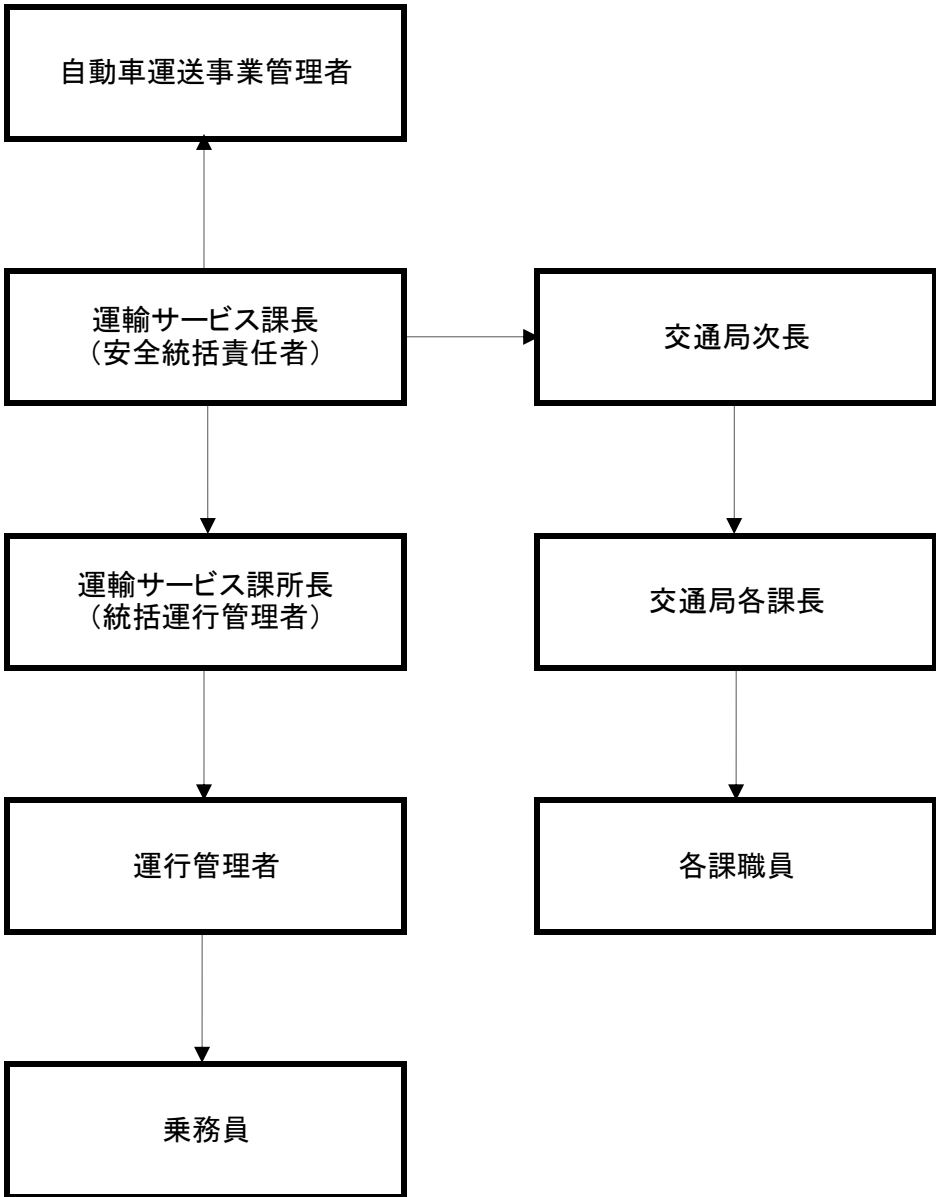 自動車運送事業管理者
運輸サービス課長
（安全統括責任者）
交通局次長
運輸サービス課所長
（統括運行管理者）
交通局各課長
運行管理者
各課職員
乗務員